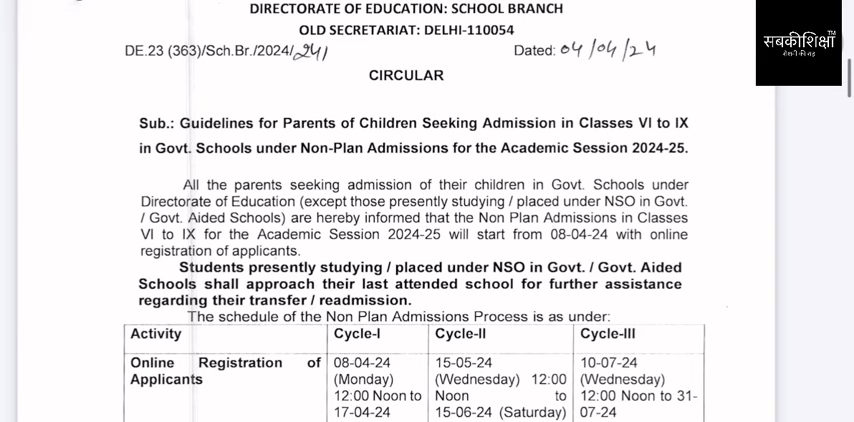 DIRECTORATE OF EDUCATION: SCHOOL BRANCH
OLD SECRETARIAT: DELHI-110054
DE.23 (363)/Sch.Br./2024/241
Dated: 04/04/24
सबकीशिक्षा TM
रोशनी की राह
CIRCULAR
Sub.: Guidelines for Parents of Children Seeking Admission in Classes VI to IX
in Govt. Schools under Non-Plan Admissions for the Academic Session 2024-25.
All the parents seeking admission of their children in Govt. Schools under
Directorate of Education (except those presently studying / placed under NSO in Govt.
/ Govt. Aided Schools) are hereby informed that the Non Plan Admissions in Classes
VI to IX for the Academic Session 2024-25 will start from 08-04-24 with online
registration of applicants.
Students presently studying / placed under NSO in Govt. / Govt. Aided
Schools shall approach their last attended school for further assistance
regarding their transfer / readmission.
The schedule of the Non Plan Admissions Process is as under:
Activity Cycle-I Cycle-II Cycle-III
Online Registration of 08-04-24 15-05-24 10-07-24
Applicants (Monday) (Wednesday) 12:00 (Wednesday)
12:00 Noon to Noon to 12:00 Noon to 31-
17-04-24 15-06-24 (Saturday) 07-24